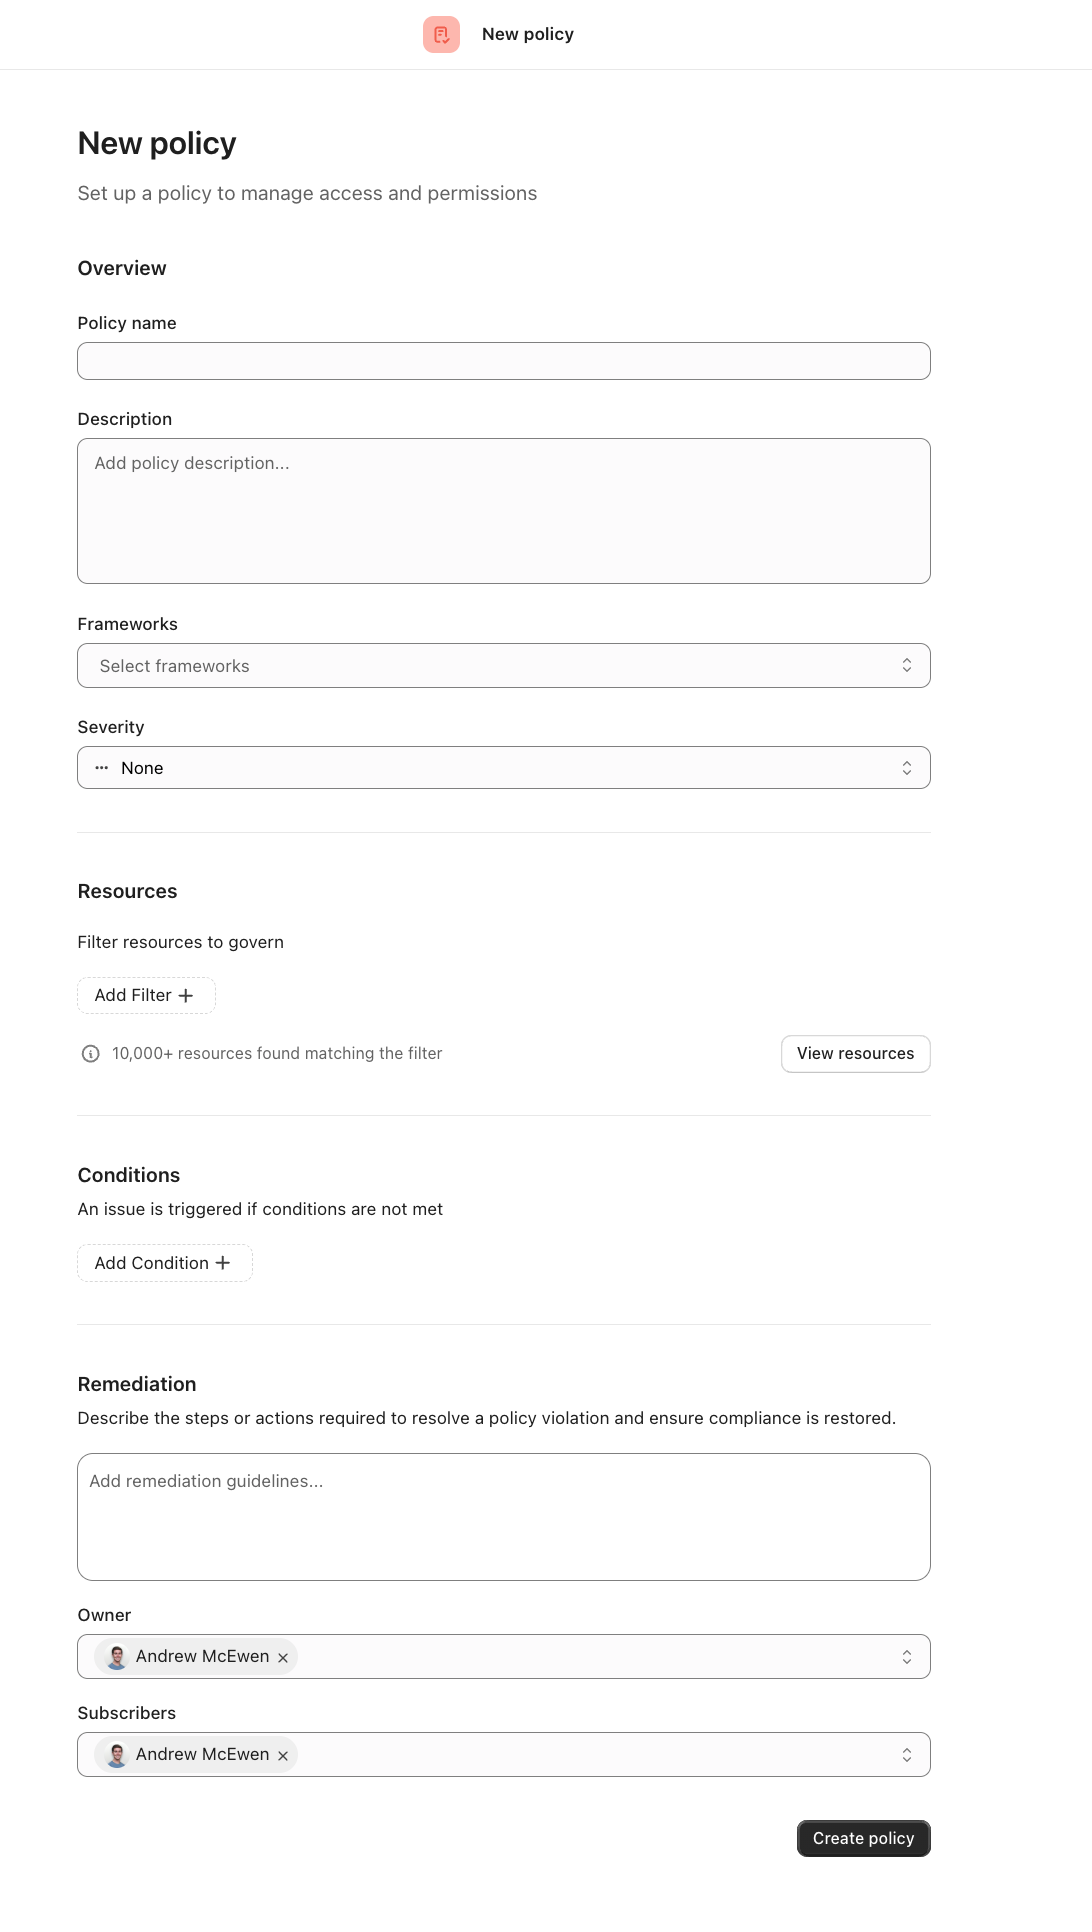 New policy
New policy
Set up a policy to manage access and permissions
Overview
Policy name
Description
Add policy description...
Frameworks
Select frameworks
Severity
None
Resources
Filter resources to govern
Add Filter
10,000+ resources found matching the filter
View resources
Conditions
An issue is triggered if conditions are not met
Add Condition
Remediation
Describe the steps or actions required to resolve a policy violation and ensure compliance is restored.
Add remediation guidelines...
Owner
Andrew McEwen
Subscribers
Andrew McEwen
Create policy